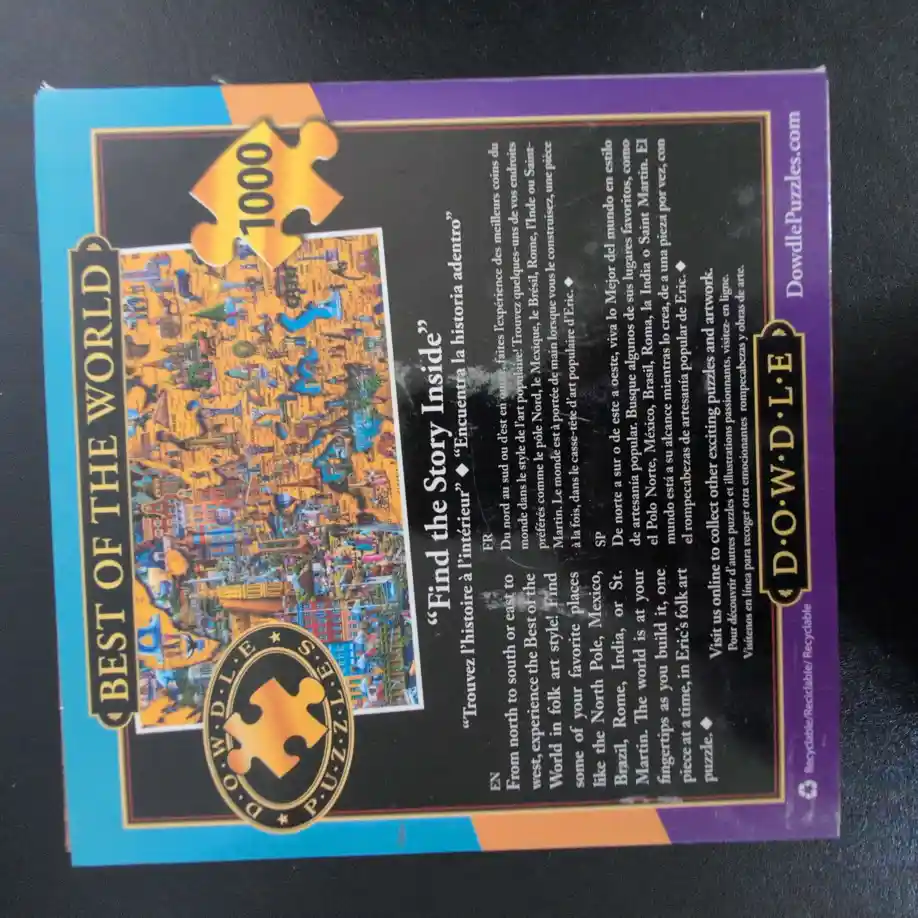 BEST OF THE WORLD
1000
D·O·W·D·L·E
P·U·Z·Z·L·E·S
“Find the Story Inside”
“Trouvez l’histoire à l’intérieur” ◆ “Encuentra la historia adentro”
EN
From north to south or east to
west, experience the Best of the
World in folk art style! Find
some of your favorite places
like the North Pole, Mexico,
Brazil, Rome, India, or St.
Martin. The world is at your
fingertips as you build it, one
piece at a time, in Eric’s folk art
puzzle. ◆
FR
Du nord au sud ou d’est en faites l’expérience des meilleurs coins du
monde dans le style de l’art populaire! Trouvez quelques-uns de vos endroits
préférés comme le pôle Nord, le Mexique, le Brésil, Rome, l’Inde ou Saint-
Martin. Le monde est à portée de main lorsque vous le construisez, une pièce
à la fois, dans le casse-tête d’art populaire d’Eric. ◆
SP
De norte a sur o de este a oeste, viva lo Mejor del mundo en estilo
de artesanía popular. Busque algunos de sus lugares favoritos, como
el Polo Norte, México, Brasil, Roma, la India o Saint Martin. El
mundo está a su alcance mientras lo crea, de a una pieza por vez, con
el rompecabezas de artesanía popular de Eric. ◆
Visit us online to collect other exciting puzzles and artwork.
Pour découvrir d’autres puzzles et illustrations passionnants, visitez- en ligne.
Visítenos en línea para recoger otra emocionantes rompecabezas y obras de arte.
D·O·W·D·L·E
Recyclable/Reciclable/ Recyclable
DowdlePuzzles.com